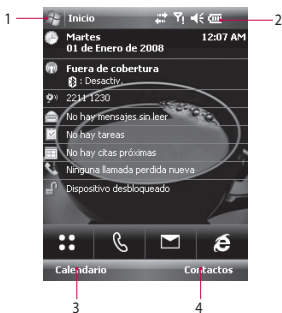 1
Inicio
2
Martes 12:07 AM
01 de Enero de 2008
Fuera de cobertura
: Desactiv.
2211 1230
No hay mensajes sin leer
No hay tareas
No hay citas próximas
Ninguna llamada perdida nueva
Dispositivo desbloqueado
Calendario Contactos
3 4